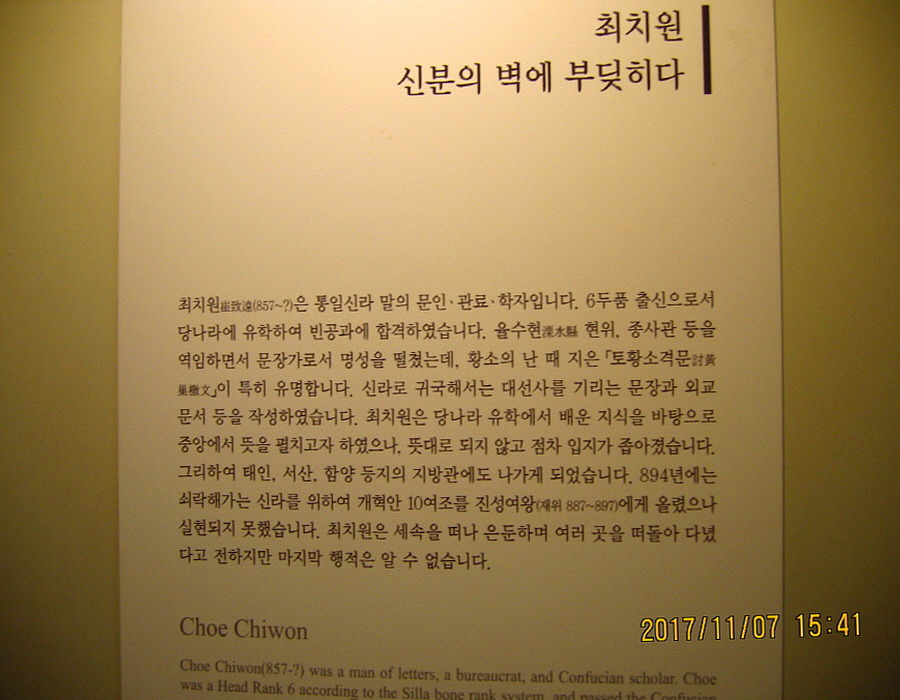 최치원
신분의 벽에 부딪히다
최치원崔致遠(857~?)은 통일신라 말의 문인·관료·학자입니다. 6두품 출신으로서
당나라에 유학하여 빈공과에 합격하였습니다. 율수현溧水縣 현위, 종사관 등을
역임하면서 문장가로서 명성을 떨쳤는데, 황소의 난 때 지은 「토황소격문討黃
巢檄文」이 특히 유명합니다. 신라로 귀국해서는 대선사를 기리는 문장과 외교
문서 등을 작성하였습니다. 최치원은 당나라 유학에서 배운 지식을 바탕으로
중앙에서 뜻을 펼치고자 하였으나, 뜻대로 되지 않고 점차 입지가 좁아졌습니다.
그리하여 태인, 서산, 함양 등지의 지방관에도 나가게 되었습니다. 894년에는
쇠락해가는 신라를 위하여 개혁안 10여조를 진성여왕(재위 887~897)에게 올렸으나
실현되지 못했습니다. 최치원은 세속을 떠나 은둔하며 여러 곳을 떠돌아 다녔
다고 전하지만 마지막 행적은 알 수 없습니다.
Choe Chiwon
2017/11/07 15:41
Choe Chiwon(857-?) was a man of letters, a bureaucrat, and Confucian scholar. Choe
was a Head Rank 6 according to the Silla bone rank system, and passed the Confucian